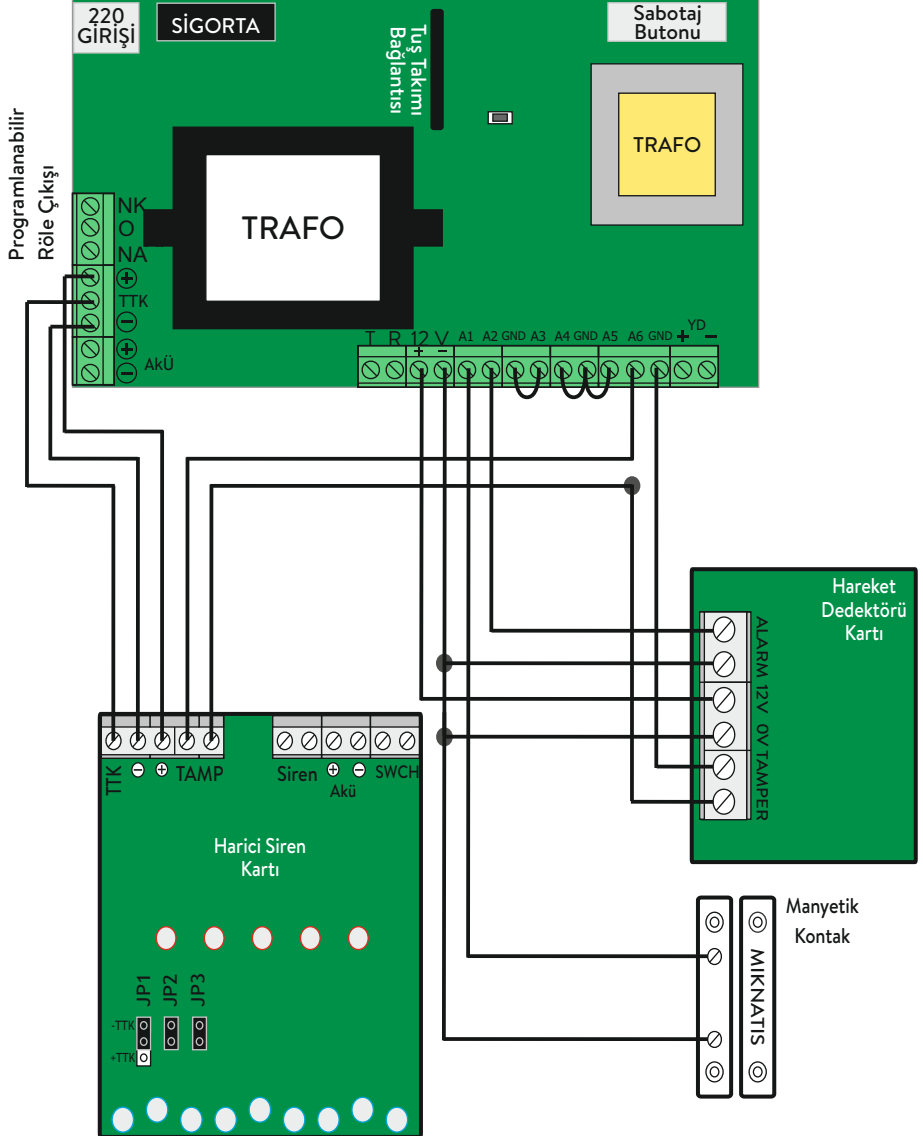 220
GİRİŞİ
SİGORTA
Tuş Takımı
Bağlantısı
Sabotaj
Butonu
TRAFO
TRAFO
Programlanabilir
Röle Çıkışı
NK
O
NA
+
TTK
−
+
−
AKÜ
T R 12 V A1 A2 GND A3 A4 GND A5 A6 GND + YD −
+ −
Hareket
Dedektörü
Kartı
ALARM 12V 0V TAMPER
TTK − + TAMP Siren + − SWCH
Akü
Harici Siren
Kartı
JP1 JP2 JP3
-TTK
+TTK
Manyetik
Kontak
MIKNATIS